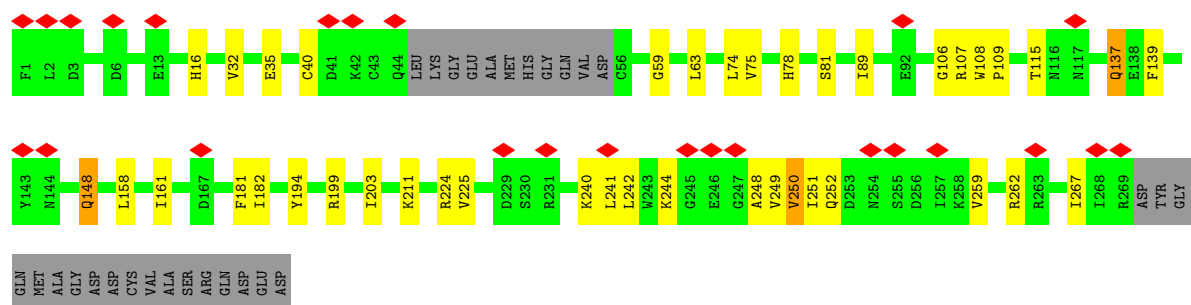 F1 L2 D3 D6 E13 H16 V32 E35 C40 D41 K42 C43 Q44 LEU LYS GLY GLU ALA MET HIS GLY GLN VAL ASP C56 G59 L63 L74 V75 H78 S81 I89 E92 G106 R107 W108 P109 T115 N116 N117 Q137 E138 F139
Y143 N144 Q148 L158 I161 D167 F181 I182 Y194 R199 I203 K211 R224 V225 D229 S230 R231 K240 L241 L242 W243 K244 G245 E246 G247 A248 V249 V250 I251 Q252 D253 N254 S255 D256 I257 K258 V259 R262 R263 I267 I268 R269 ASP TYR GLY
GLN MET ALA GLY ASP ASP CYS VAL ALA SER ARG GLN ASP GLU ASP